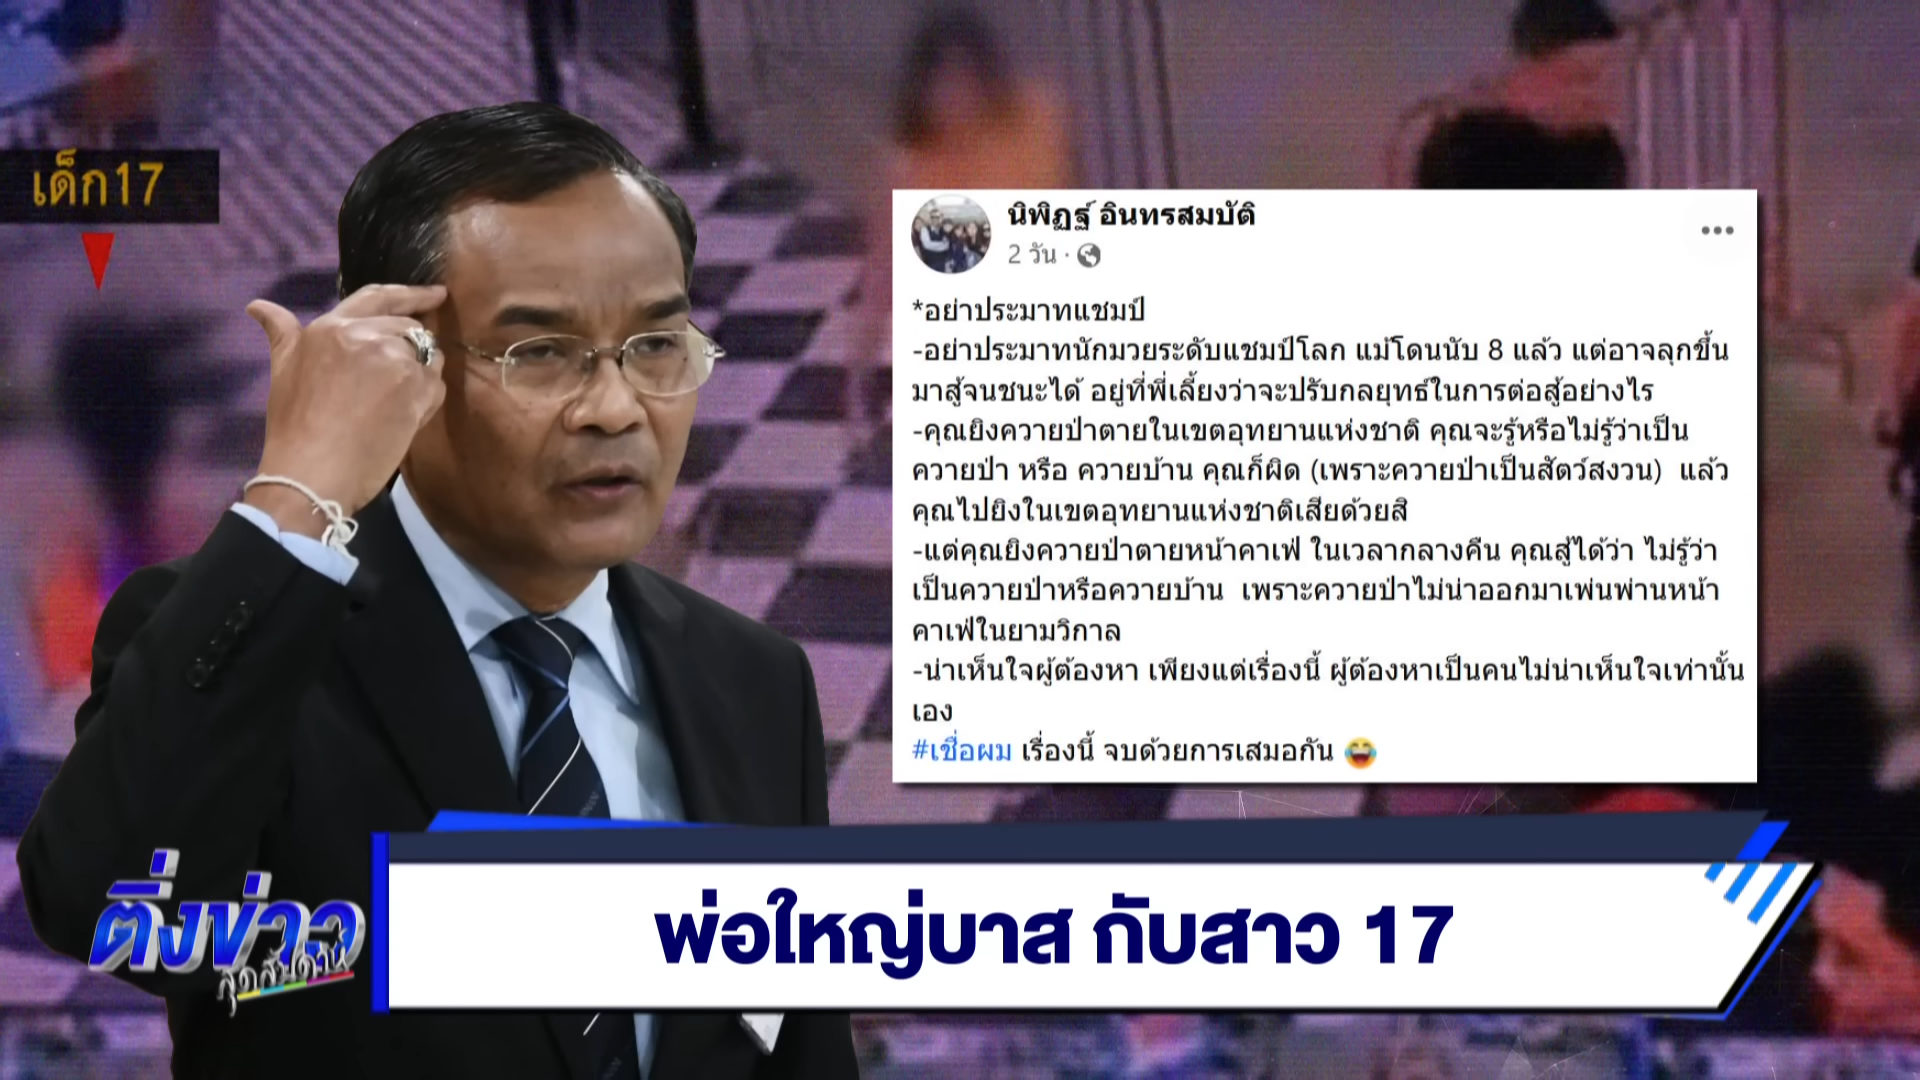 เด็ก17
นิพิฏฐ์ อินทรสมบัติ
2 วัน ·
*อย่าประมาทแชมป์
-อย่าประมาทนักมวยระดับแชมป์โลก แม้โดนนับ 8 แล้ว แต่อาจลุกขึ้น
มาสู้จนชนะได้ อยู่ที่พี่เลี้ยงว่าจะปรับกลยุทธ์ในการต่อสู้อย่างไร
-คุณยิงควายป่าตายในเขตอุทยานแห่งชาติ คุณจะรู้หรือไม่รู้ว่าเป็น
ควายป่า หรือ ควายบ้าน คุณก็ผิด (เพราะควายป่าเป็นสัตว์สงวน) แล้ว
คุณไปยิงในเขตอุทยานแห่งชาติเสียด้วยสิ
-แต่คุณยิงควายป่าตายหน้าคาเฟ่ ในเวลากลางคืน คุณสู้ได้ว่า ไม่รู้ว่า
เป็นควายป่าหรือควายบ้าน เพราะควายป่าไม่น่าออกมาเพ่นพ่านหน้า
คาเฟ่ในยามวิกาล
-น่าเห็นใจผู้ต้องหา เพียงแต่เรื่องนี้ ผู้ต้องหาเป็นคนไม่น่าเห็นใจเท่านั้น
เอง
#เชื่อผม เรื่องนี้ จบด้วยการเสมอกัน 😂
ติ่งข่าว
สุดสัปดาห์
พ่อใหญ่บาส กับสาว 17